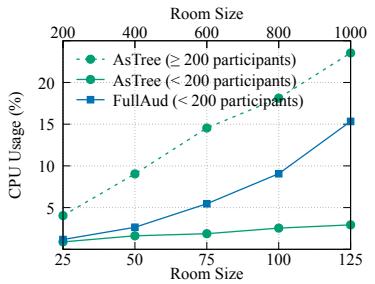 Room Size
200 400 600 800 1000
AsTree (≥ 200 participants)
AsTree (< 200 participants)
FullAud (< 200 participants)
CPU Usage (%)
20
15
10
5
25 50 75 100 125
Room Size